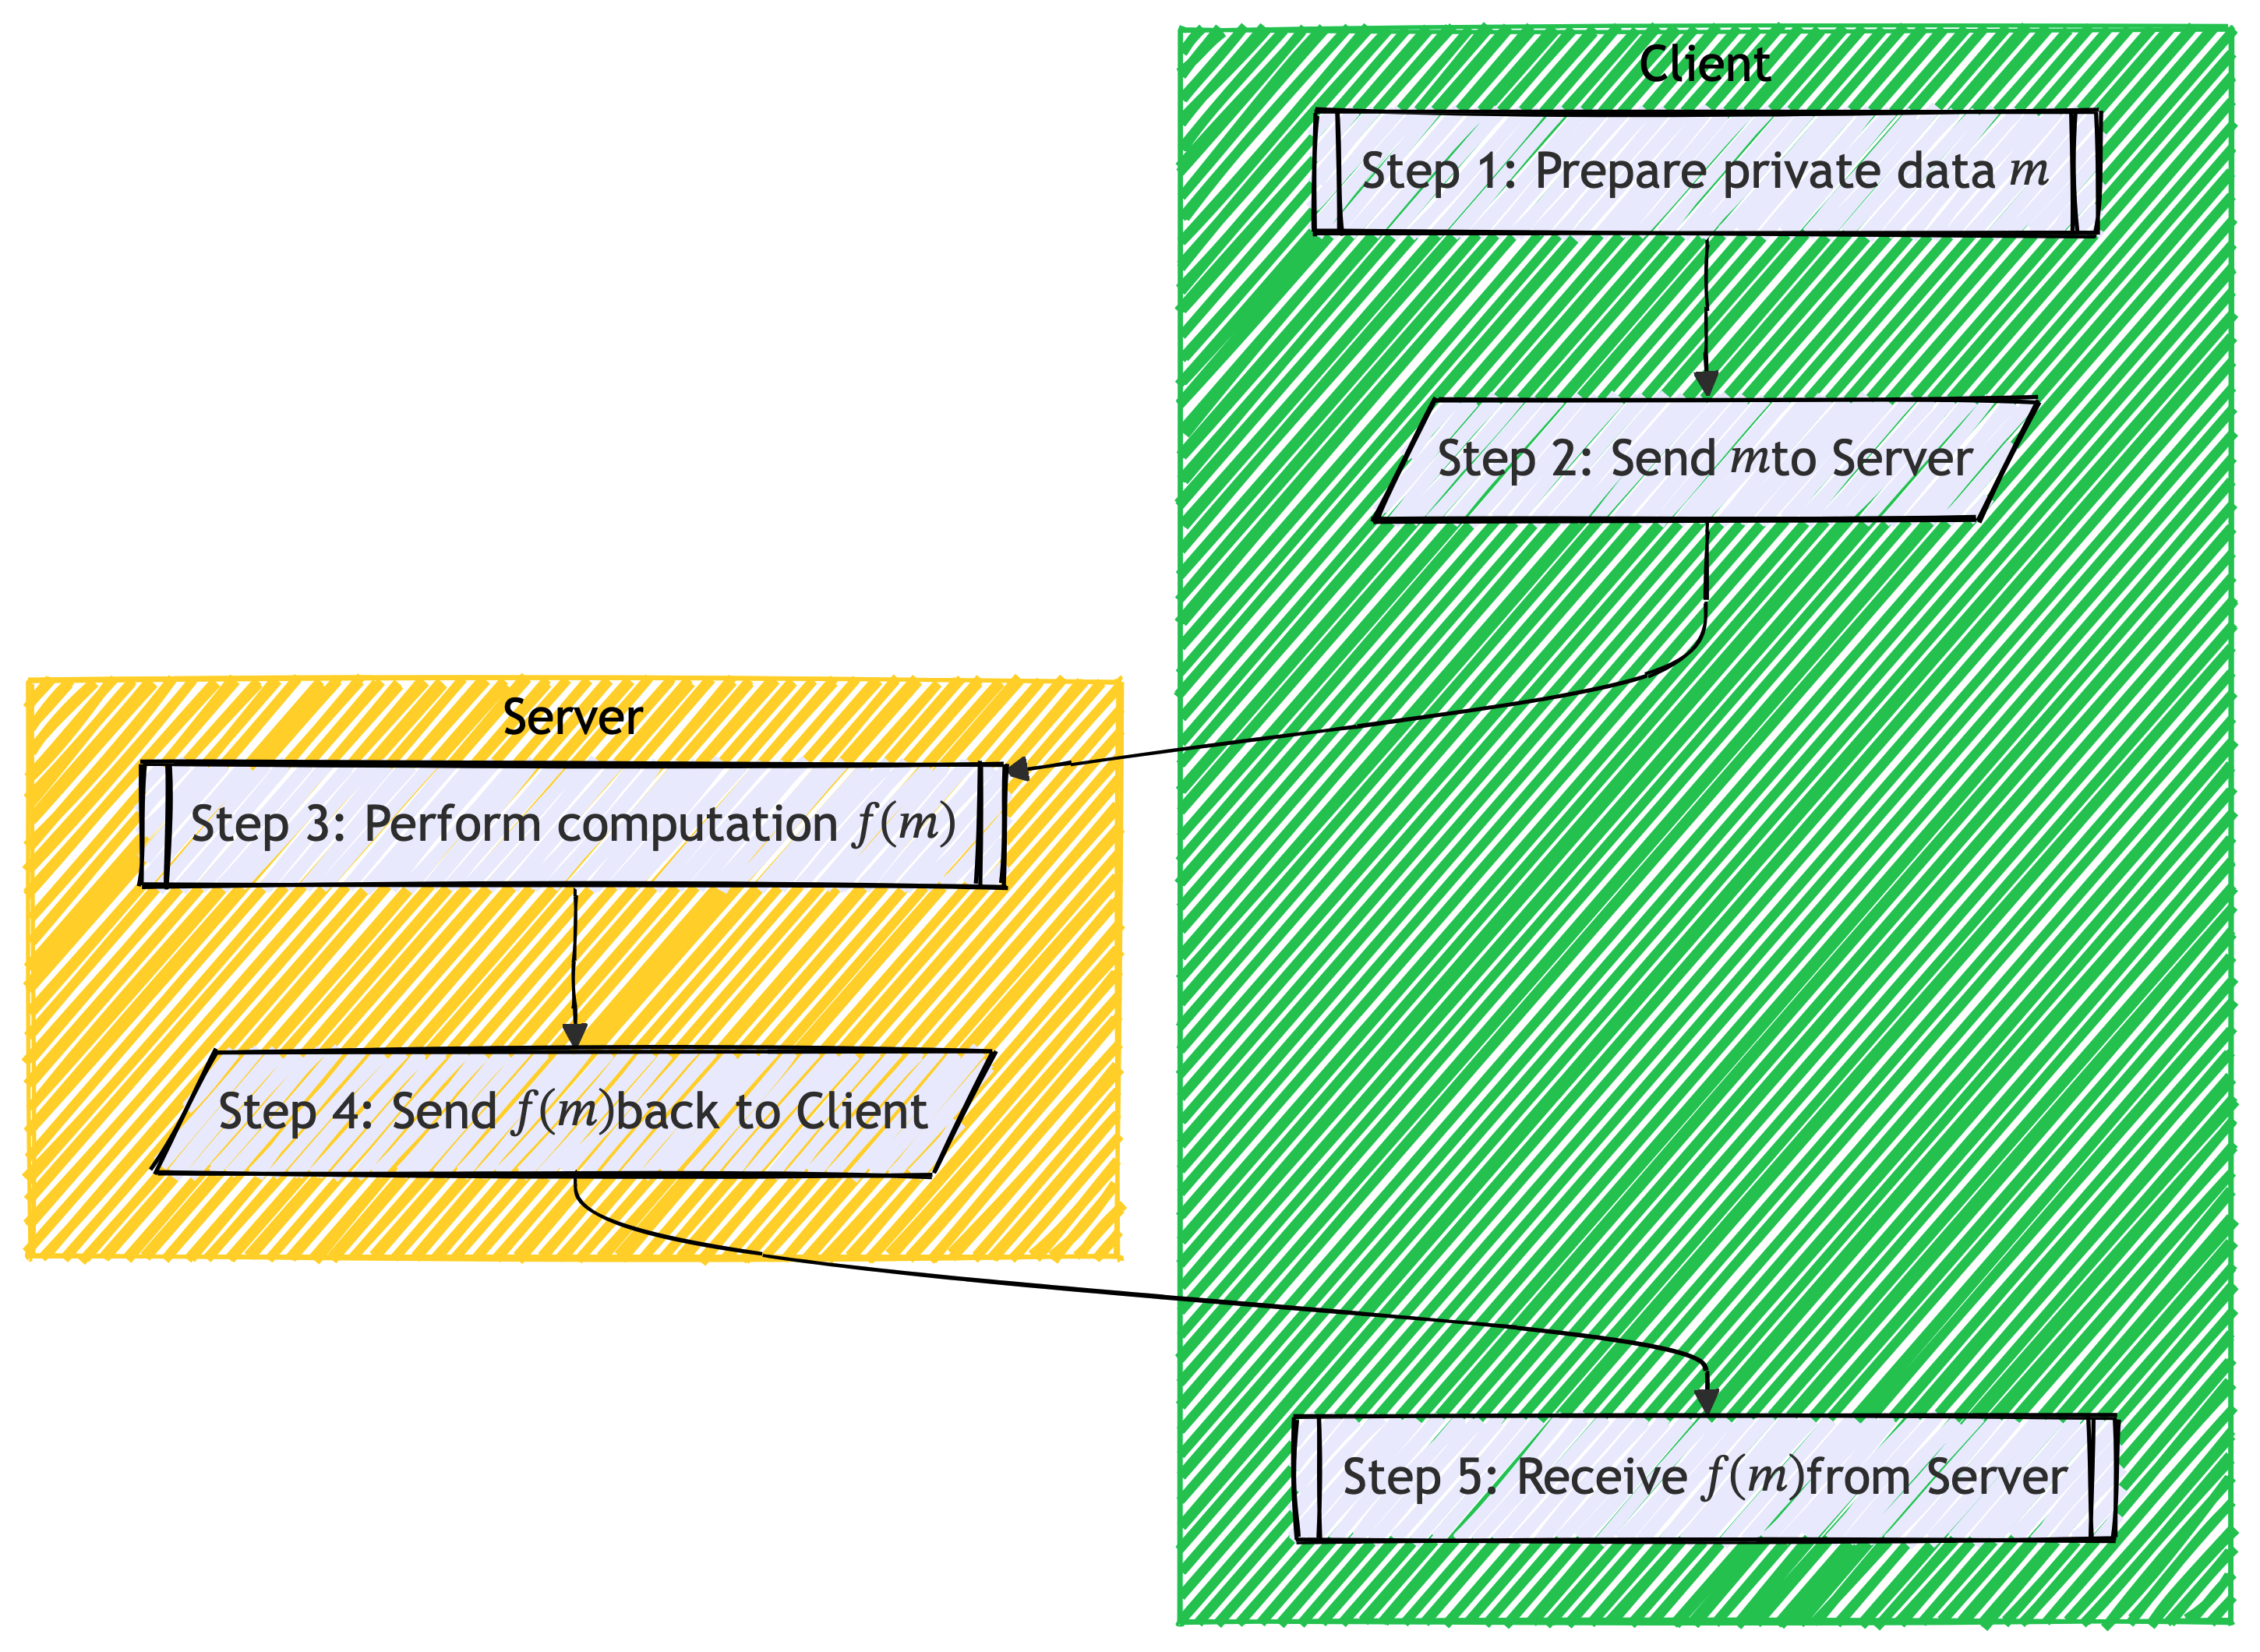 Client
Step 1: Prepare private data m
Step 2: Send m to Server
Server
Step 3: Perform computation f(m)
Step 4: Send f(m) back to Client
Step 5: Receive f(m) from Server